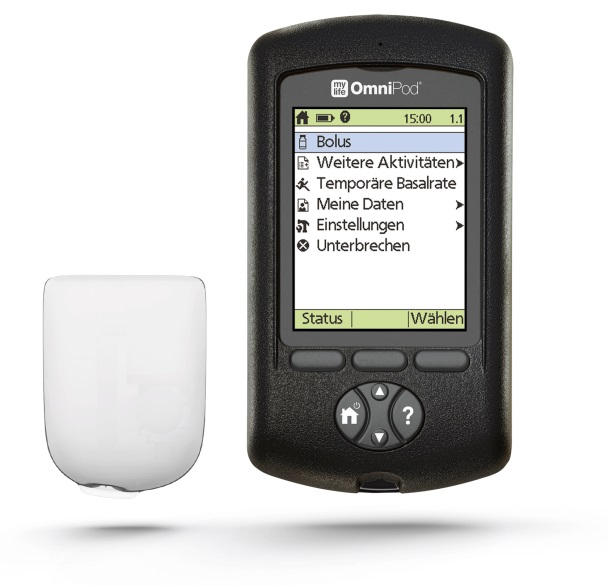 my life OmniPod®
15:00 1.1
Bolus
Weitere Aktivitäten
Temporäre Basalrate
Meine Daten
Einstellungen
Unterbrechen
Status | |Wählen
?